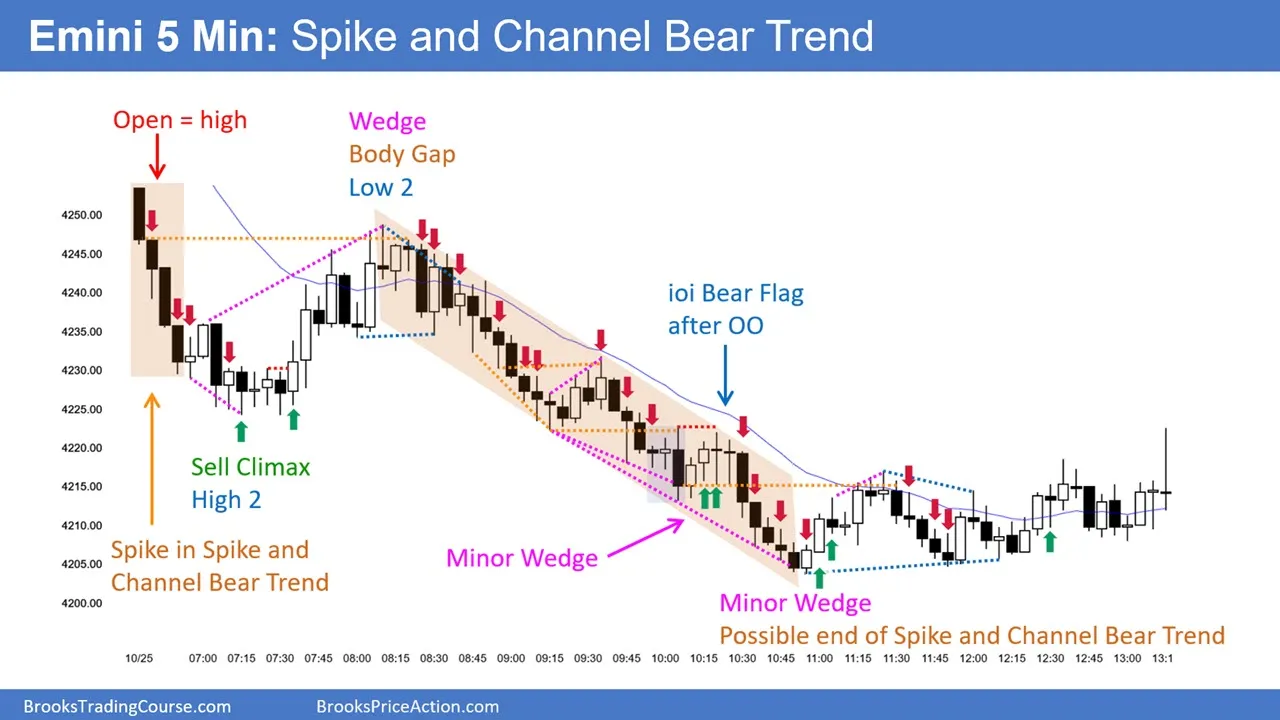 Emini 5 Min: Spike and Channel Bear Trend
Open = high
Wedge
Body Gap
Low 2
ioi Bear Flag
after OO
Sell Climax
High 2
Spike in Spike and
Channel Bear Trend
Minor Wedge
Minor Wedge
Possible end of Spike and Channel Bear Trend
4250.00
4245.00
4240.00
4235.00
4230.00
4225.00
4220.00
4215.00
4210.00
4205.00
4200.00
10/25 07:00 07:15 07:30 07:45 08:00 08:15 08:30 08:45 09:00 09:15 09:30 09:45 10:00 10:15 10:30 10:45 11:00 11:15 11:30 11:45 12:00 12:15 12:30 12:45 13:00 13:1
BrooksTradingCourse.com BrooksPriceAction.com